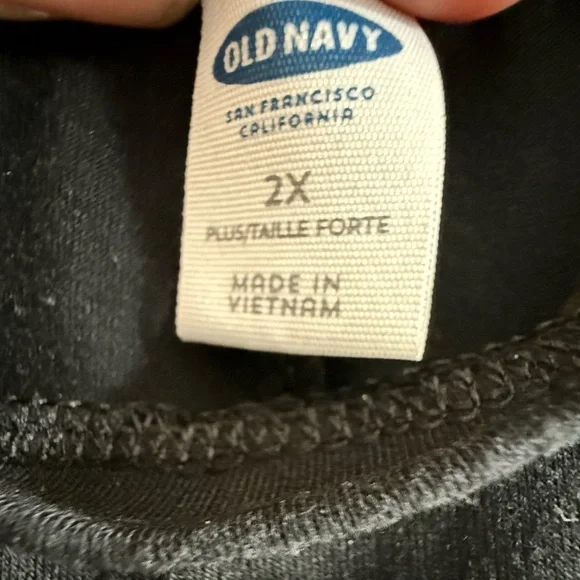 OLD NAVY
SAN FRANCISCO
CALIFORNIA
2X
PLUS/TAILLE FORTE
MADE IN
VIETNAM